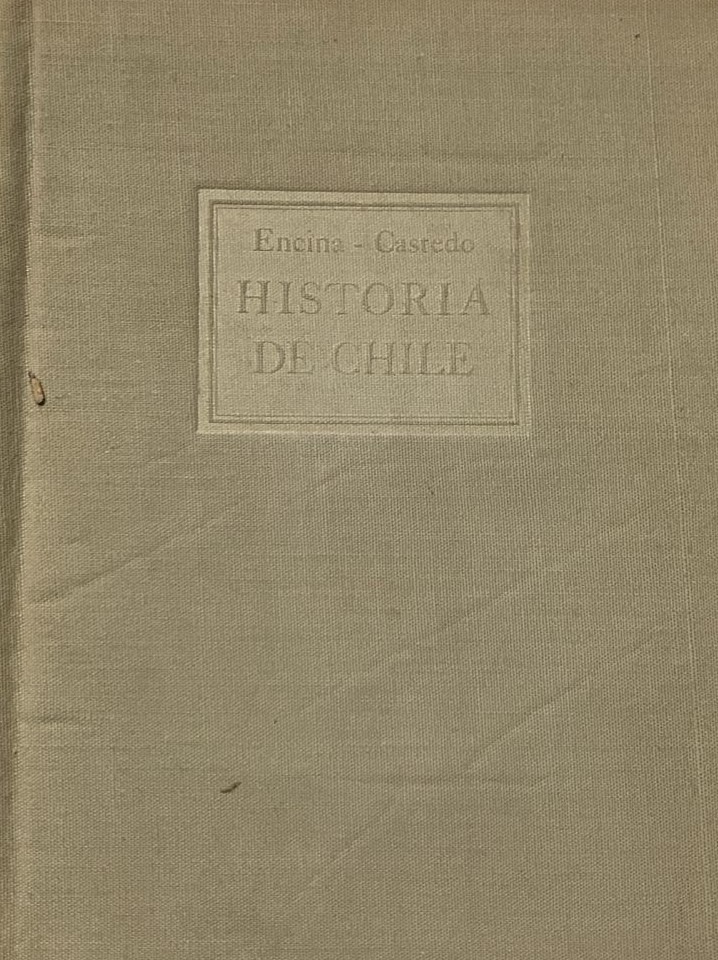 Encina - Castedo
HISTORIA
DE CHILE